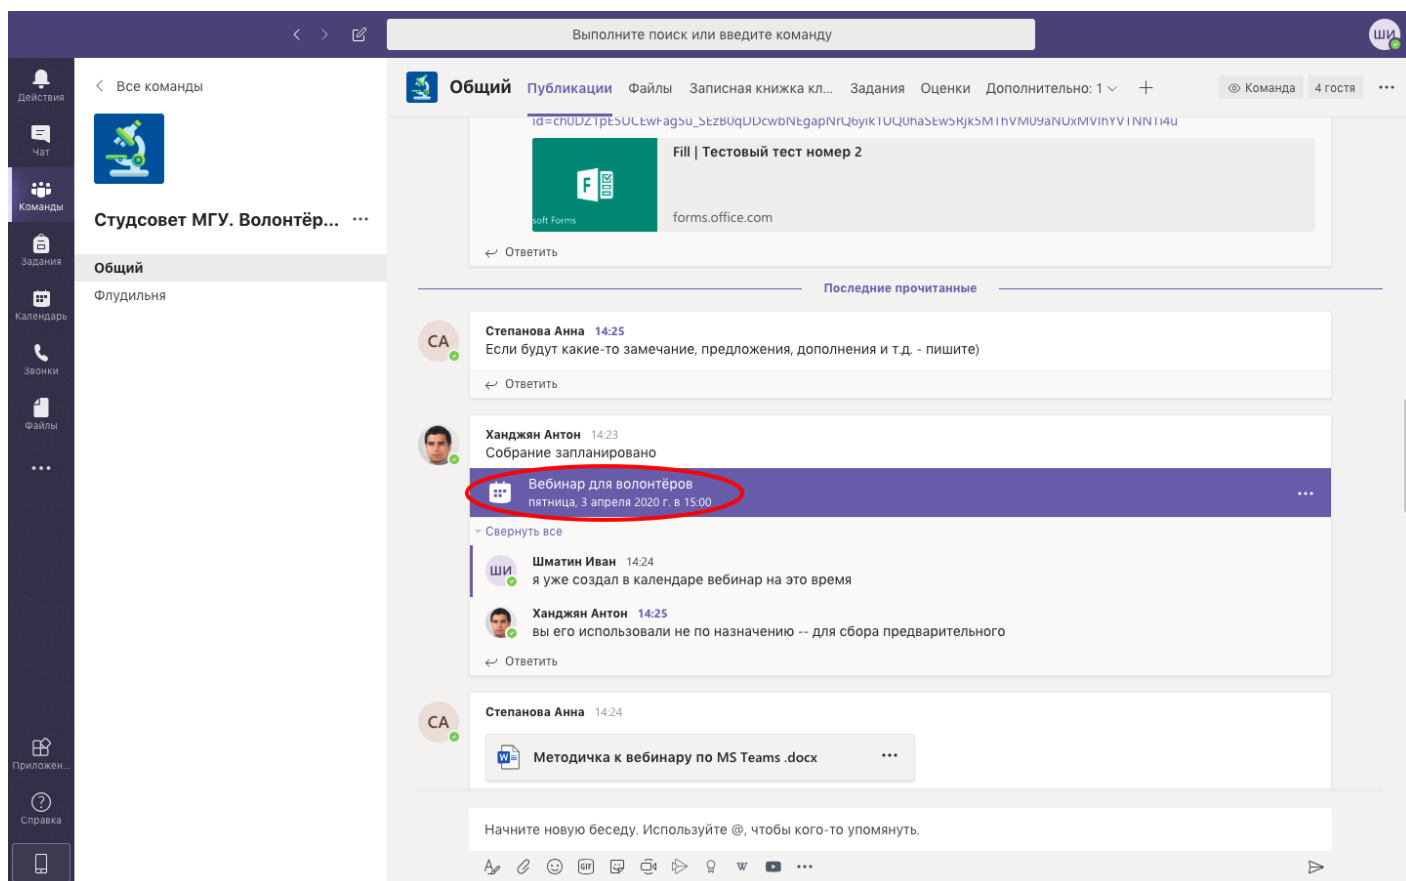 Выполните поиск или введите команду
ШИ
Действия
Чат
Команды
Задания
Календарь
Звонки
Файлы
Приложен...
Справка
Все команды
Студсовет МГУ. Волонтёр... ...
Общий
Флудильня
Общий Публикации Файлы Записная книжка кл... Задания Оценки Дополнительно: 1 + Команда 4 гостя ...
Fill | Тестовый тест номер 2
soft Forms
forms.office.com
Ответить
Последние прочитанные
СА
Степанова Анна 14:25
Если будут какие-то замечание, предложения, дополнения и т.д. - пишите)
Ответить
Ханджян Антон 14:23
Собрание запланировано
Вебинар для волонтёров
пятница, 3 апреля 2020 г. в 15:00
Свернуть все
ШИ
Шматин Иван 14:24
я уже создал в календаре вебинар на это время
Ханджян Антон 14:25
вы его использовали не по назначению -- для сбора предварительного
Ответить
СА
Степанова Анна 14:24
Методичка к вебинару по MS Teams .docx ...
Начните новую беседу. Используйте @, чтобы кого-то упомянуть.
GIF